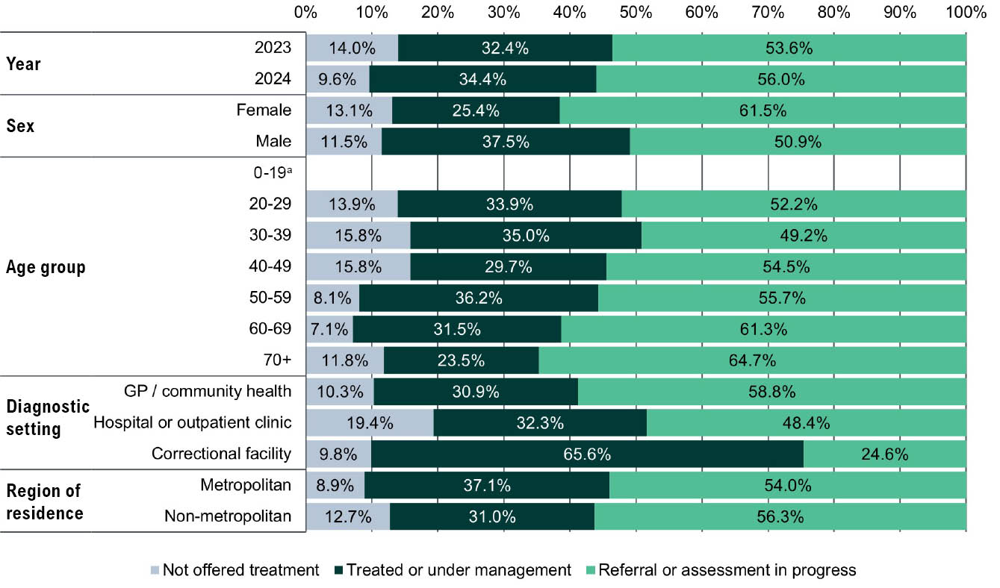 0% 10% 20% 30% 40% 50% 60% 70% 80% 90% 100%
Year
2023 14.0% 32.4% 53.6%
2024 9.6% 34.4% 56.0%
Sex
Female 13.1% 25.4% 61.5%
Male 11.5% 37.5% 50.9%
Age group
0-19ᵃ
20-29 13.9% 33.9% 52.2%
30-39 15.8% 35.0% 49.2%
40-49 15.8% 29.7% 54.5%
50-59 8.1% 36.2% 55.7%
60-69 7.1% 31.5% 61.3%
70+ 11.8% 23.5% 64.7%
Diagnostic
setting
GP / community health 10.3% 30.9% 58.8%
Hospital or outpatient clinic 19.4% 32.3% 48.4%
Correctional facility 9.8% 65.6% 24.6%
Region of
residence
Metropolitan 8.9% 37.1% 54.0%
Non-metropolitan 12.7% 31.0% 56.3%
Not offered treatment Treated or under management Referral or assessment in progress